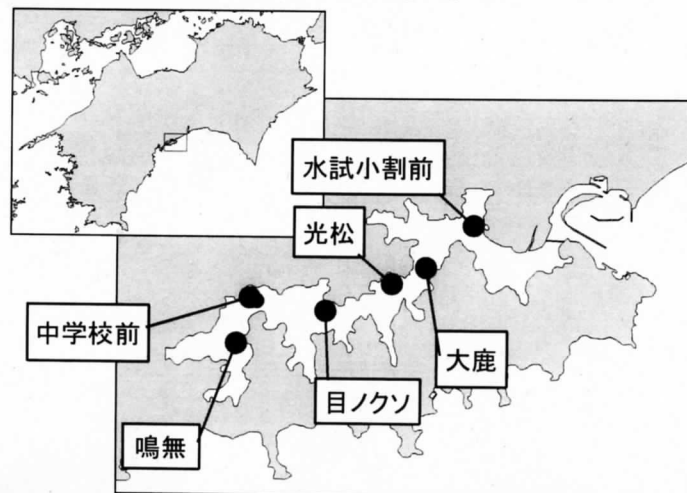 水試小割前
光松
中学校前
大鹿
目ノクソ
鳴無